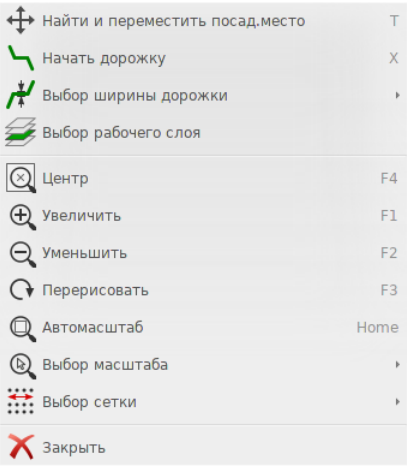 Найти и переместить посад.место T
Начать дорожку X
Выбор ширины дорожки
Выбор рабочего слоя
Центр F4
Увеличить F1
Уменьшить F2
Перерисовать F3
Автомасштаб Home
Выбор масштаба
Выбор сетки
Закрыть